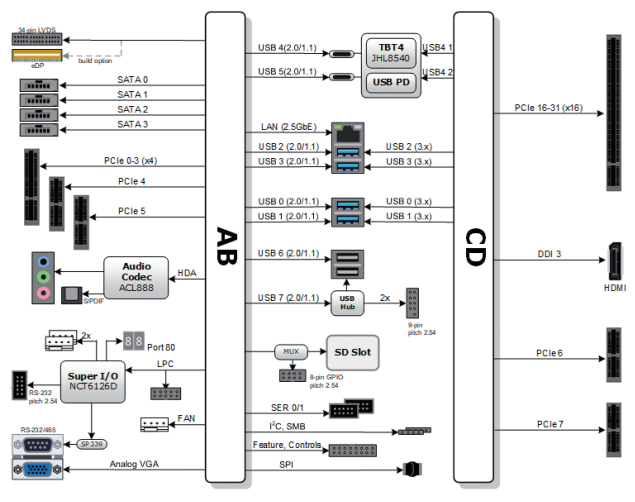 34-pin LVDS
eDP
build option
SATA 0
SATA 1
SATA 2
SATA 3
PCIe 0-3 (x4)
PCIe 4
PCIe 5
Audio
Codec
ACL888
HDA
S/PDIF
2x
88
Port 80
LPC
Super I/O
NCT6126D
RS-232
pitch 2.54
FAN
RS-232/485
SP339
Analog VGA
AB
USB 4(2.0/1.1)
USB 5(2.0/1.1)
TBT4
JHL8540
USB PD
USB4 1
USB4 2
LAN (2.5GbE)
USB 2 (2.0/1.1)
USB 2 (3.x)
USB 3 (2.0/1.1)
USB 3 (3.x)
USB 0 (2.0/1.1)
USB 0 (3.x)
USB 1 (2.0/1.1)
USB 1 (3.x)
USB 6 (2.0/1.1)
USB 7 (2.0/1.1)
USB
Hub
2x
9-pin
pitch 2.54
MUX
SD Slot
8-pin GPIO
pitch 2.54
SER 0/1
I²C, SMB
Feature, Controls
SPI
CD
PCIe 16-31 (x16)
DDI 3
HDMI
PCIe 6
PCIe 7